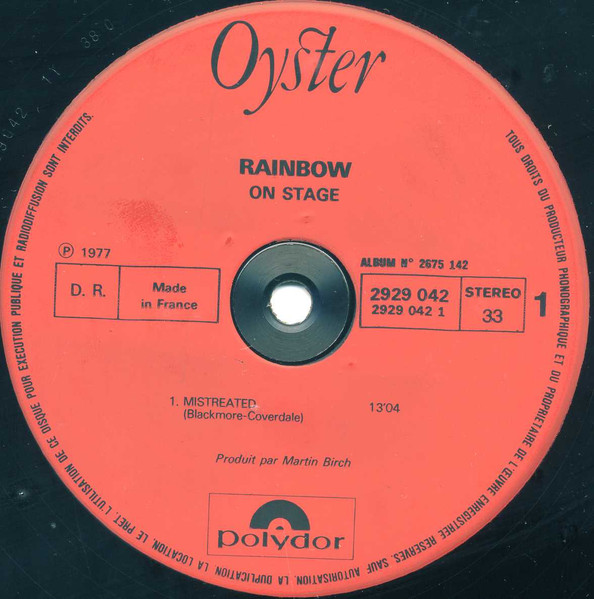 Oyster
RAINBOW
ON STAGE
℗ 1977
D. R.
Made
in France
ALBUM N° 2675 142
2929 042
2929 042 1
STEREO
33
1
1. MISTREATED
(Blackmore-Coverdale)
13'04
Produit par Martin Birch
polydor
TOUS DROITS DU PRODUCTEUR PHONOGRAPHIQUE ET DU PROPRIETAIRE DE L'ŒUVRE ENREGISTREE RESERVES. SAUF AUTORISATION, LA DUPLICATION, LA LOCATION, LE PRET, L'UTILISATION DE CE DISQUE POUR EXECUTION PUBLIQUE ET RADIODIFFUSION SONT INTERDITS.